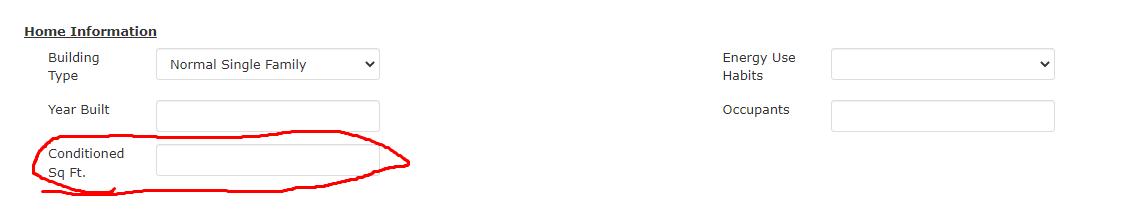 Home Information
Building
Type
Normal Single Family
Energy Use
Habits
Year Built
Occupants
Conditioned
Sq Ft.